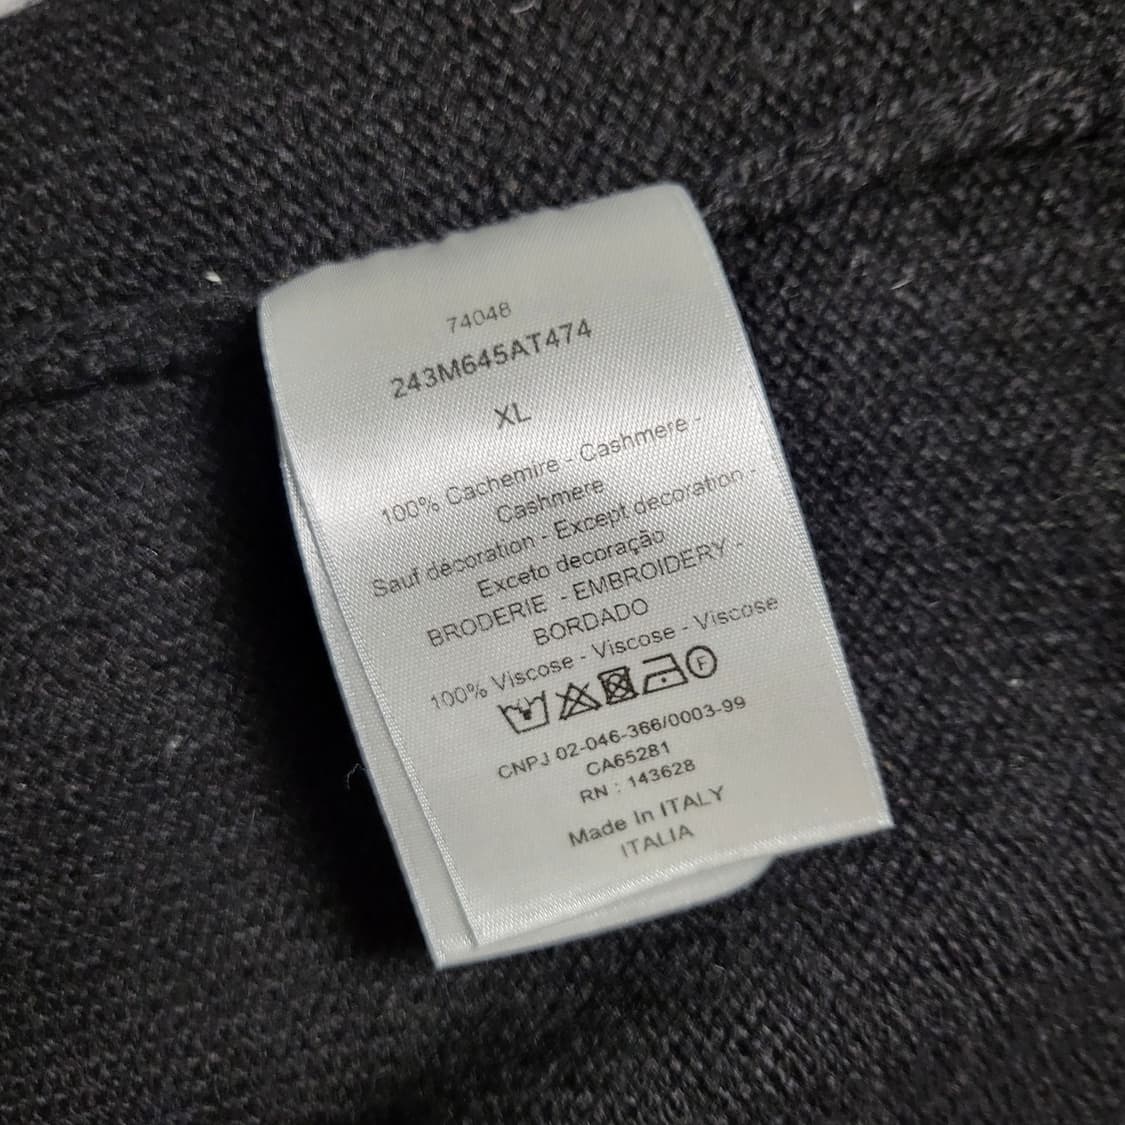 74048
243M645AT474
XL
100% Cachemire - Cashmere -
Cashmere
Sauf décoration - Except decoration -
Exceto decoração
BRODERIE - EMBROIDERY -
BORDADO
100% Viscose - Viscose - Viscose
F
CNPJ 02-046-366/0003-99
CA65281
RN : 143628
Made In ITALY
ITALIA